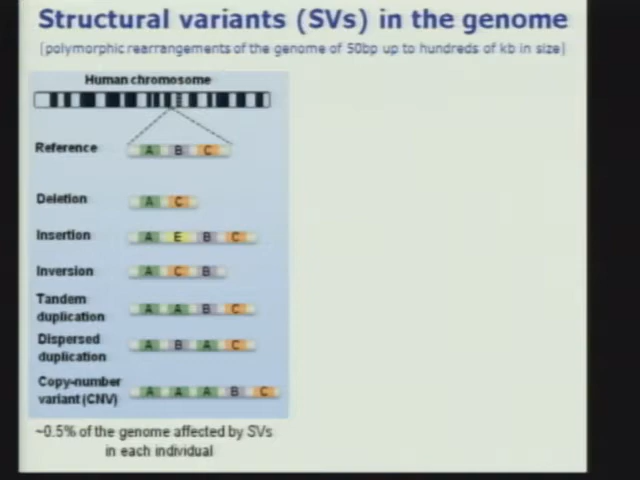 Structural variants (SVs) in the genome
(polymorphic rearrangements of the genome of 50bp up to hundreds of kb in size)
Human chromosome
Reference A B C
Deletion A C
Insertion A E B C
Inversion A C B
Tandem
duplication A A B C
Dispersed
duplication A B A C
Copy-number
variant (CNV) A A A B C
~0.5% of the genome affected by SVs
in each individual